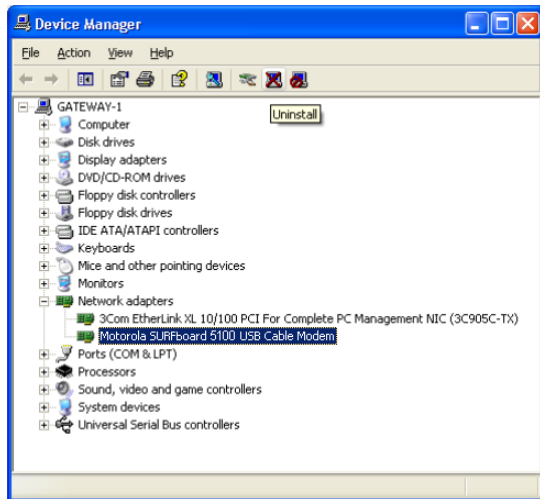 Device Manager
File Action View Help
Uninstall
GATEWAY-1
Computer
Disk drives
Display adapters
DVD/CD-ROM drives
Floppy disk controllers
Floppy disk drives
IDE ATA/ATAPI controllers
Keyboards
Mice and other pointing devices
Monitors
Network adapters
3Com EtherLink XL 10/100 PCI For Complete PC Management NIC (3C905C-TX)
Motorola SURFboard 5100 USB Cable Modem
Ports (COM & LPT)
Processors
Sound, video and game controllers
System devices
Universal Serial Bus controllers